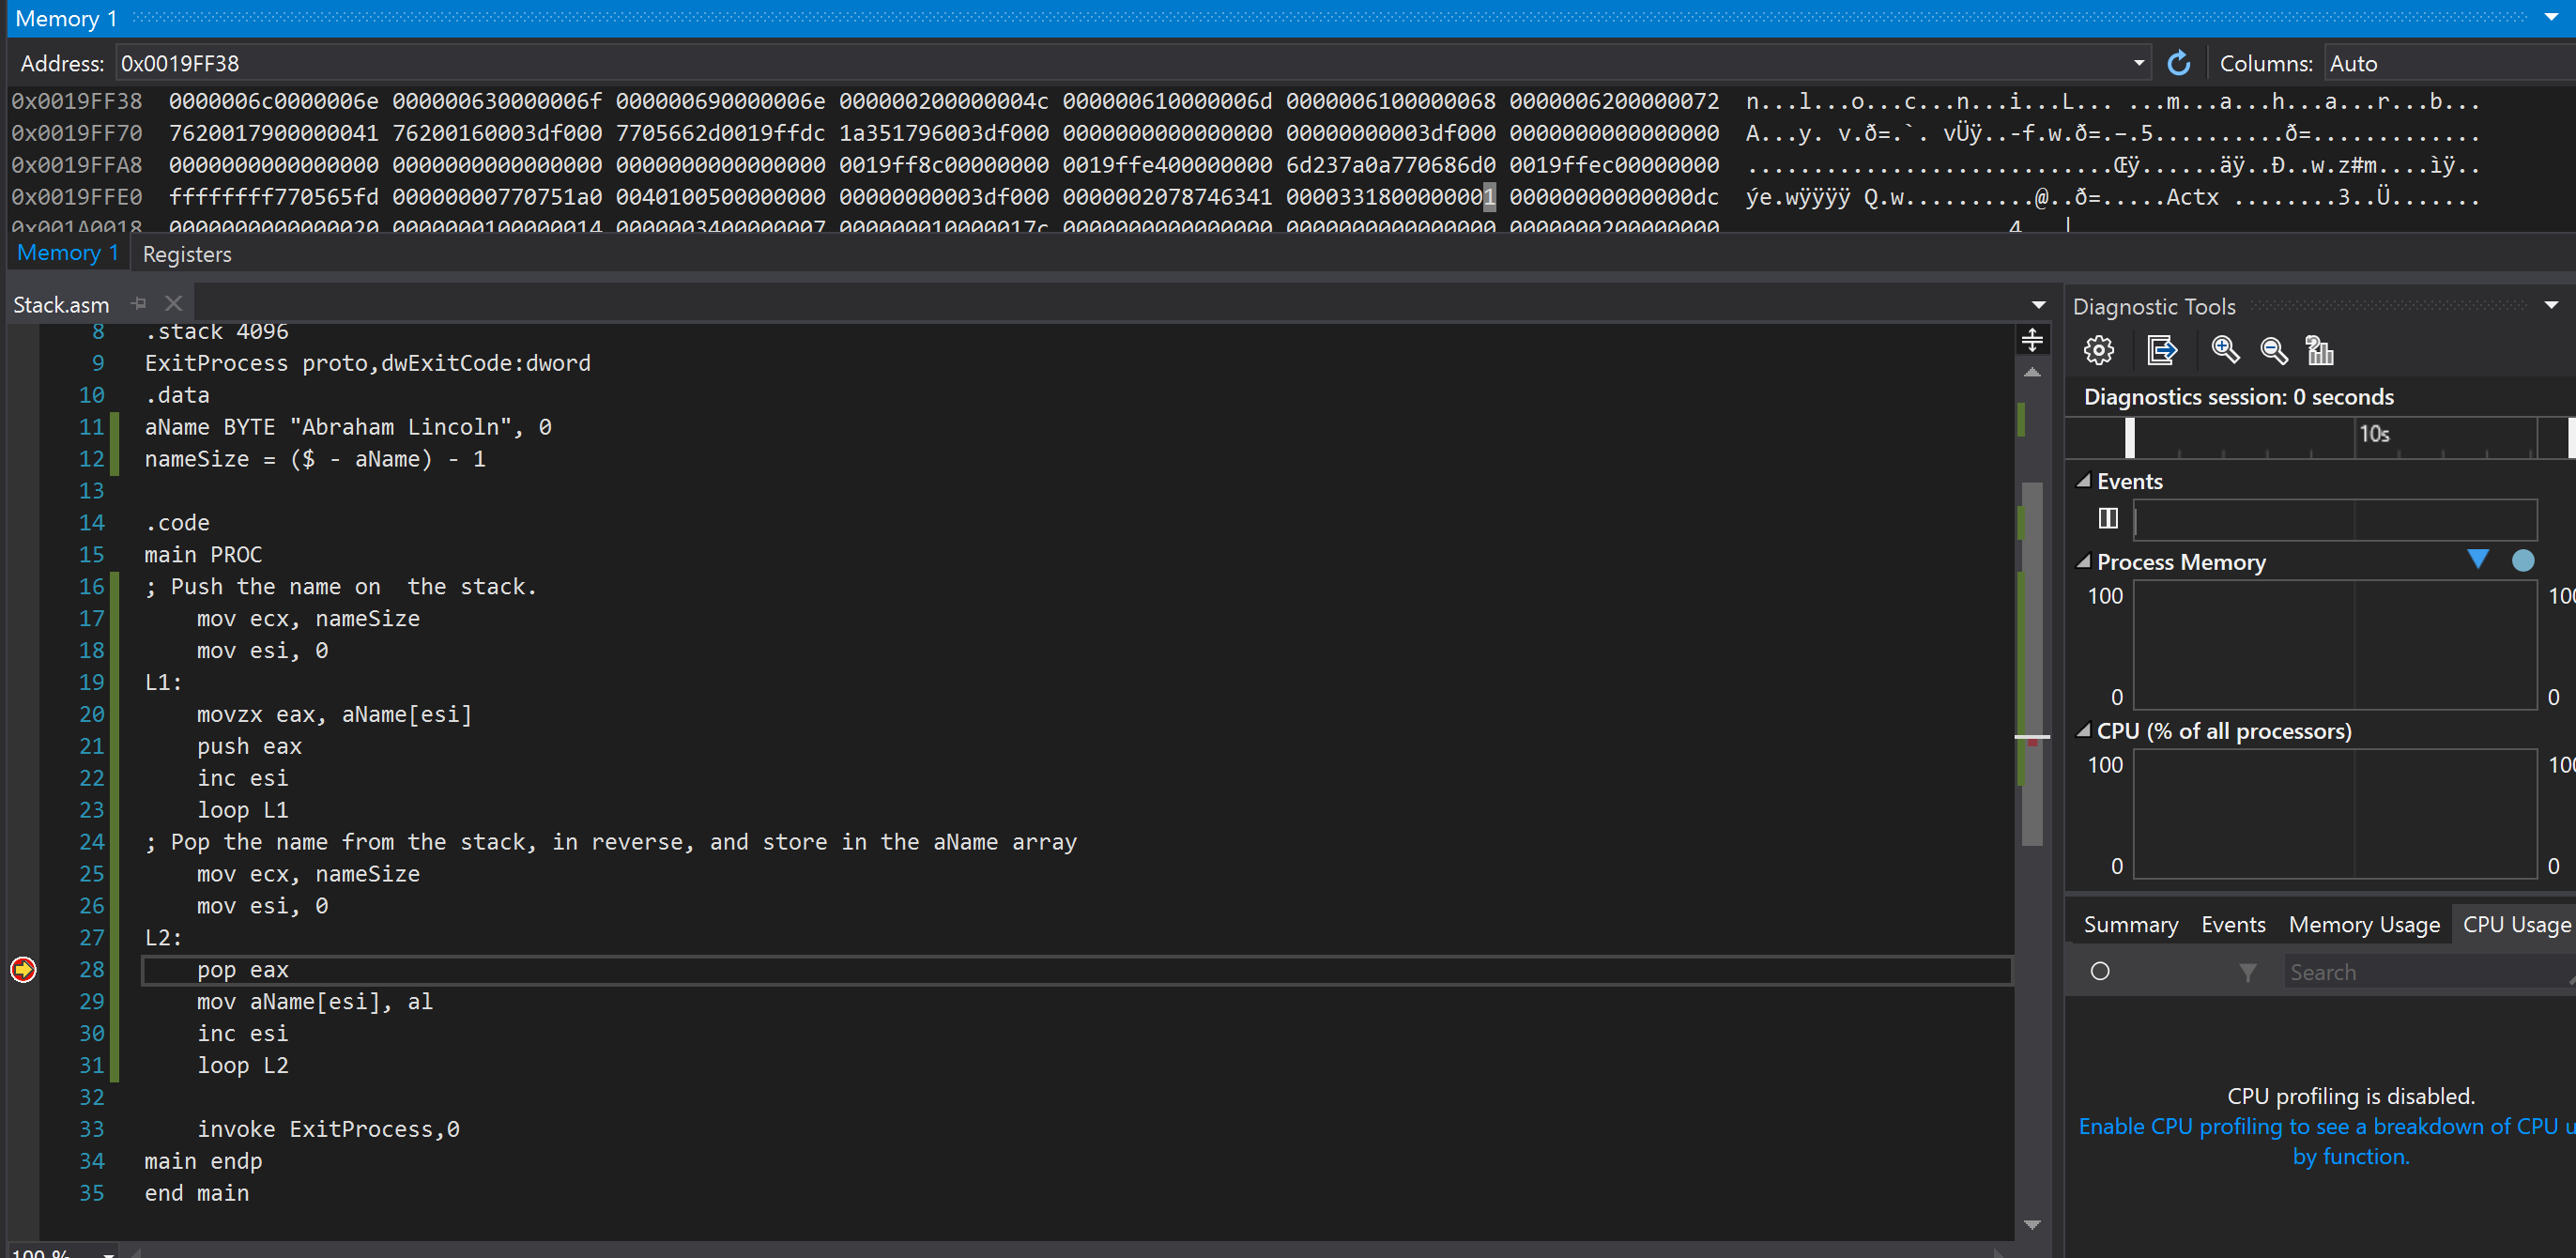 Memory 1
Address: 0x0019FF38 Columns: Auto
0x0019FF38 0000006c0000006e 000000630000006f 000000690000006e 000000200000004c 000000610000006d 0000006100000068 0000006200000072 n...l...o...c...n...i...L... ...m...a...h...a...r...b...
0x0019FF70 7620017900000041 76200160003df000 7705662d0019ffdc 1a351796003df000 0000000000000000 00000000003df000 0000000000000000 A...y. v.ð=.`. vÜÿ..-f.w.ð=.–.5..........ð=.............
0x0019FFA8 0000000000000000 0000000000000000 0000000000000000 0019ff8c00000000 0019ffe400000000 6d237a0a770686d0 0019ffec00000000 ............................Œÿ......äÿ..Ð..w.z#m....ìÿ..
0x0019FFE0 ffffffff770565fd 00000000770751a0 0040100500000000 00000000003df000 0000002078746341 0000331800000001 00000000000000dc ýe.wÿÿÿÿ Q.w..........@..ð=.....Actx ........3..Ü.......
0x001A0018 0000000000000020 0000000100000014 0000003400000007 000000010000017c 0000000000000000 0000000000000000 0000000200000000
Memory 1 Registers
Stack.asm
8 .stack 4096
9 ExitProcess proto,dwExitCode:dword
10 .data
11 aName BYTE "Abraham Lincoln", 0
12 nameSize = ($ - aName) - 1
13
14 .code
15 main PROC
16 ; Push the name on  the stack.
17 mov ecx, nameSize
18 mov esi, 0
19 L1:
20 movzx eax, aName[esi]
21 push eax
22 inc esi
23 loop L1
24 ; Pop the name from the stack, in reverse, and store in the aName array
25 mov ecx, nameSize
26 mov esi, 0
27 L2:
28 pop eax
29 mov aName[esi], al
30 inc esi
31 loop L2
32
33 invoke ExitProcess,0
34 main endp
35 end main
100 %
Diagnostic Tools
Diagnostics session: 0 seconds
10s
Events
Process Memory
100 100
0 0
CPU (% of all processors)
100 100
0 0
Summary Events Memory Usage CPU Usage
Search
CPU profiling is disabled.
Enable CPU profiling to see a breakdown of CPU u
by function.